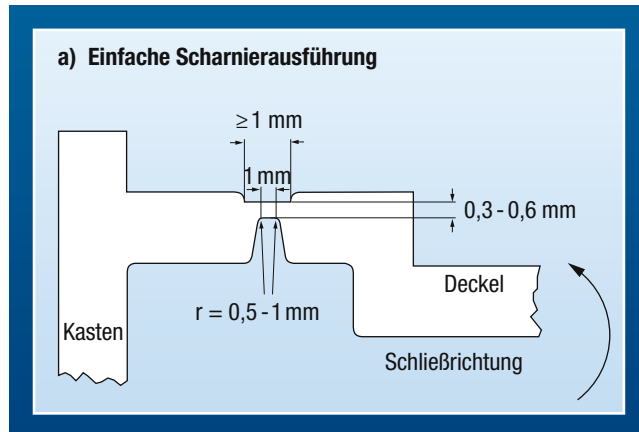 a) Einfache Scharnierausführung
≥ 1 mm
1 mm
0,3 - 0,6 mm
Deckel
r = 0,5 - 1 mm
Kasten
Schließrichtung